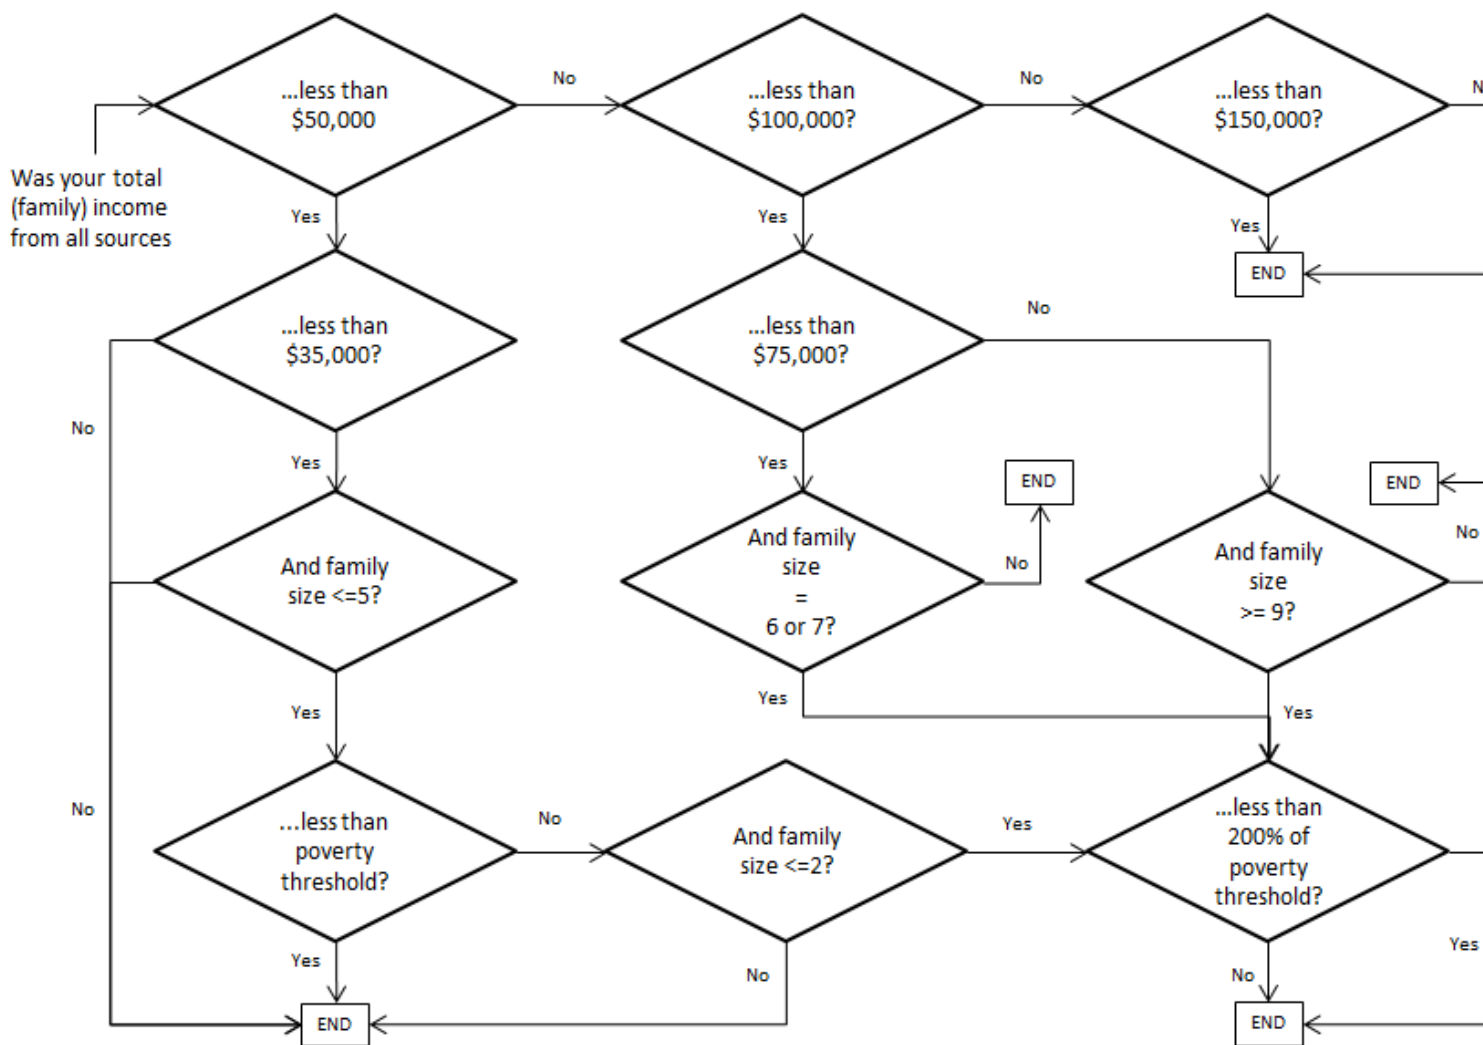 ...less than
$50,000
No
...less than
$100,000?
No
...less than
$150,000?
Was your total
(family) income
from all sources
Yes
Yes
Yes
END
...less than
$35,000?
...less than
$75,000?
No
No
Yes
Yes
END
END
And family
size <=5?
And family
size
=
6 or 7?
No
And family
size
>= 9?
No
Yes
Yes
Yes
No
...less than
poverty
threshold?
No
And family
size <=2?
Yes
...less than
200% of
poverty
threshold?
Yes
No
No
Yes
END
END